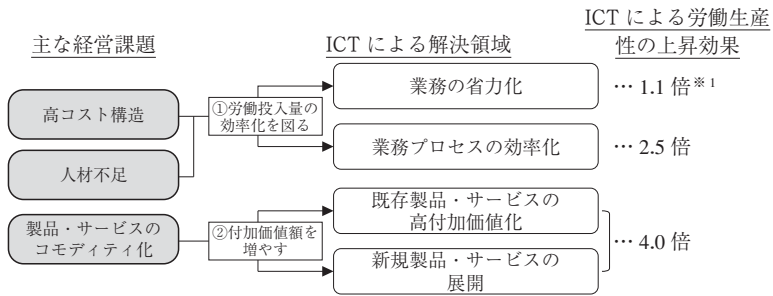 主な経営課題
ICT による解決領域
ICT による労働生産
性の上昇効果
高コスト構造
人材不足
製品・サービスの
コモディティ化
①労働投入量の
効率化を図る
②付加価値額を
増やす
業務の省力化
業務プロセスの効率化
既存製品・サービスの
高付加価値化
新規製品・サービスの
展開
… 1.1 倍※1
… 2.5 倍
… 4.0 倍